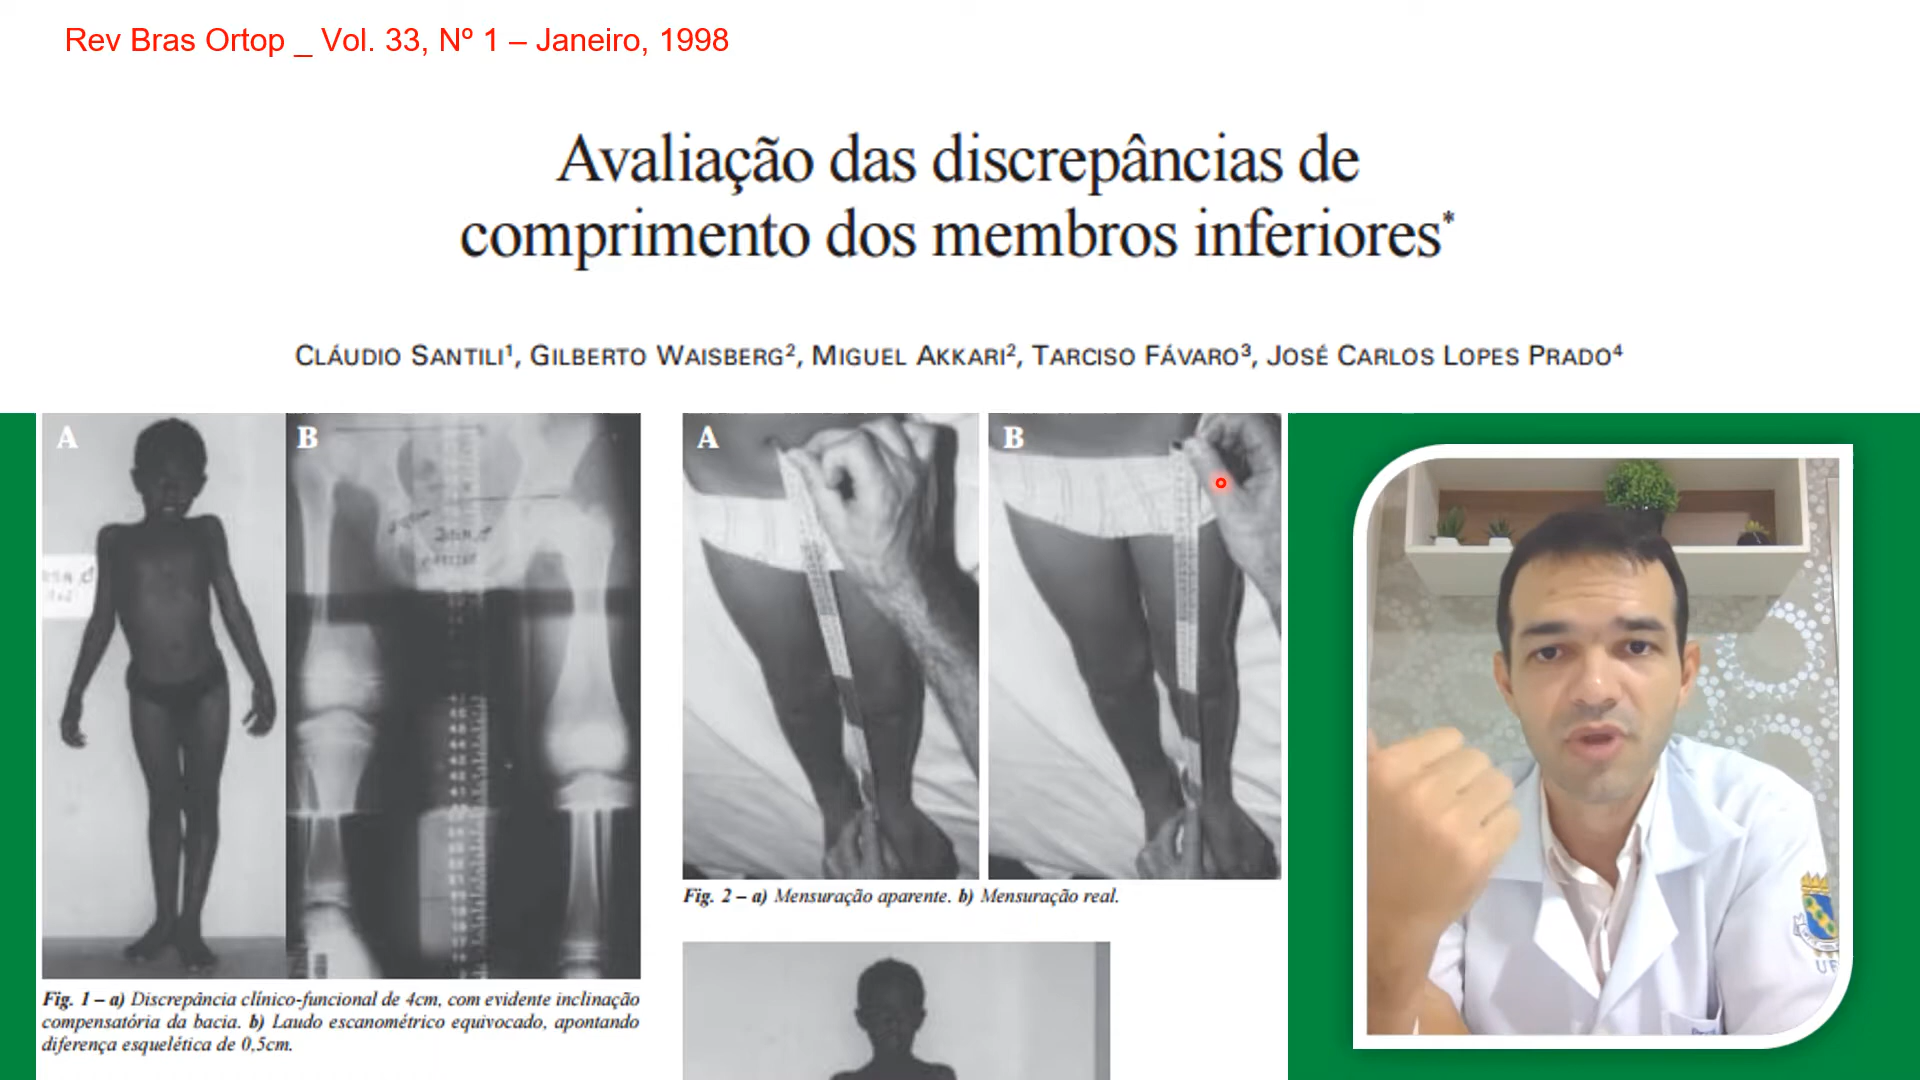 Rev Bras Ortop _ Vol. 33, Nº 1 – Janeiro, 1998
Avaliação das discrepâncias de
comprimento dos membros inferiores*
CLÁUDIO SANTILI¹, GILBERTO WAISBERG², MIGUEL AKKARI², TARCISO FÁVARO³, JOSÉ CARLOS LOPES PRADO⁴
A
B
A
B
Fig. 2 – a) Mensuração aparente. b) Mensuração real.
Fig. 1 – a) Discrepância clínico-funcional de 4cm, com evidente inclinação
compensatória da bacia. b) Laudo escanométrico equivocado, apontando
diferença esquelética de 0,5cm.